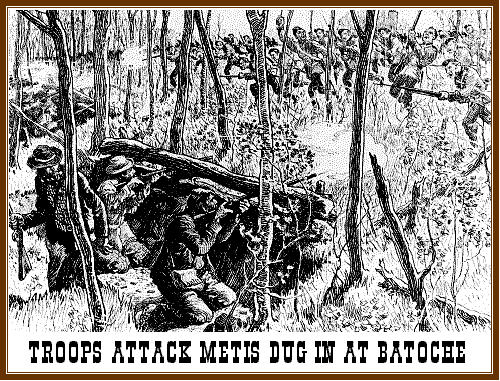 TROOPS ATTACK METIS DUG IN AT BATOCHE